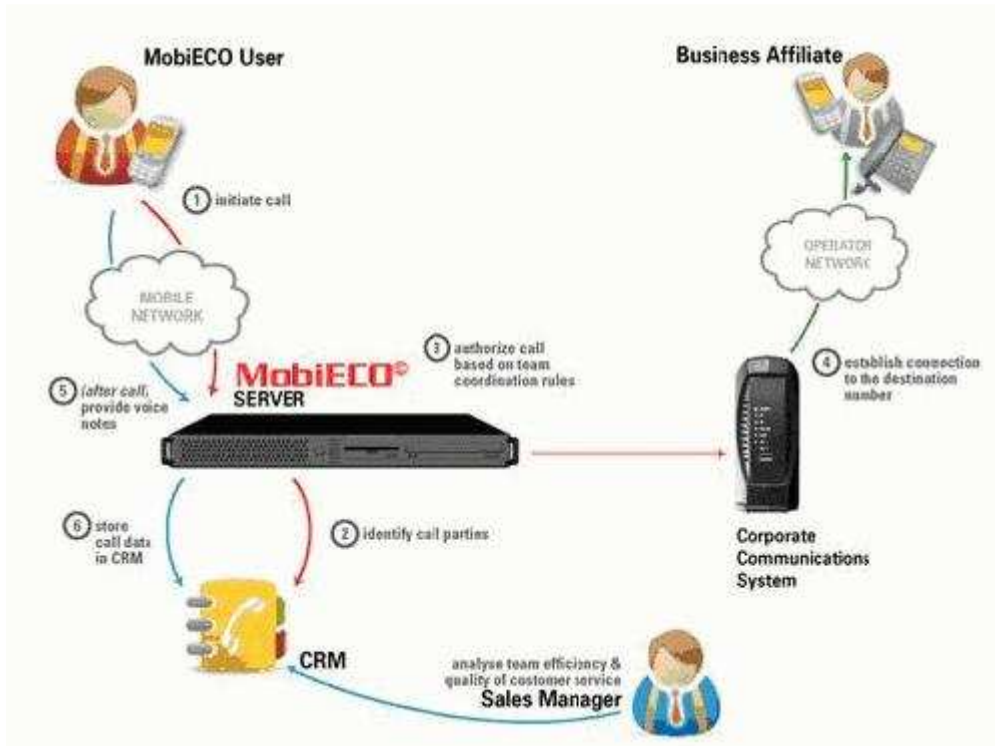 MobiECO User
Business Affiliate
1 initiate call
MOBILE
NETWORK
OPERATOR
NETWORK
3 authorize call
based on team
coordination rules
4 establish connection
to the destination
number
5 (after call,
provide voice
notes
MobiECO©
SERVER
6 store
call data
in CRM
2 identify call parties
Corporate
Communications
System
CRM
analyse team efficiency &
quality of customer service
Sales Manager